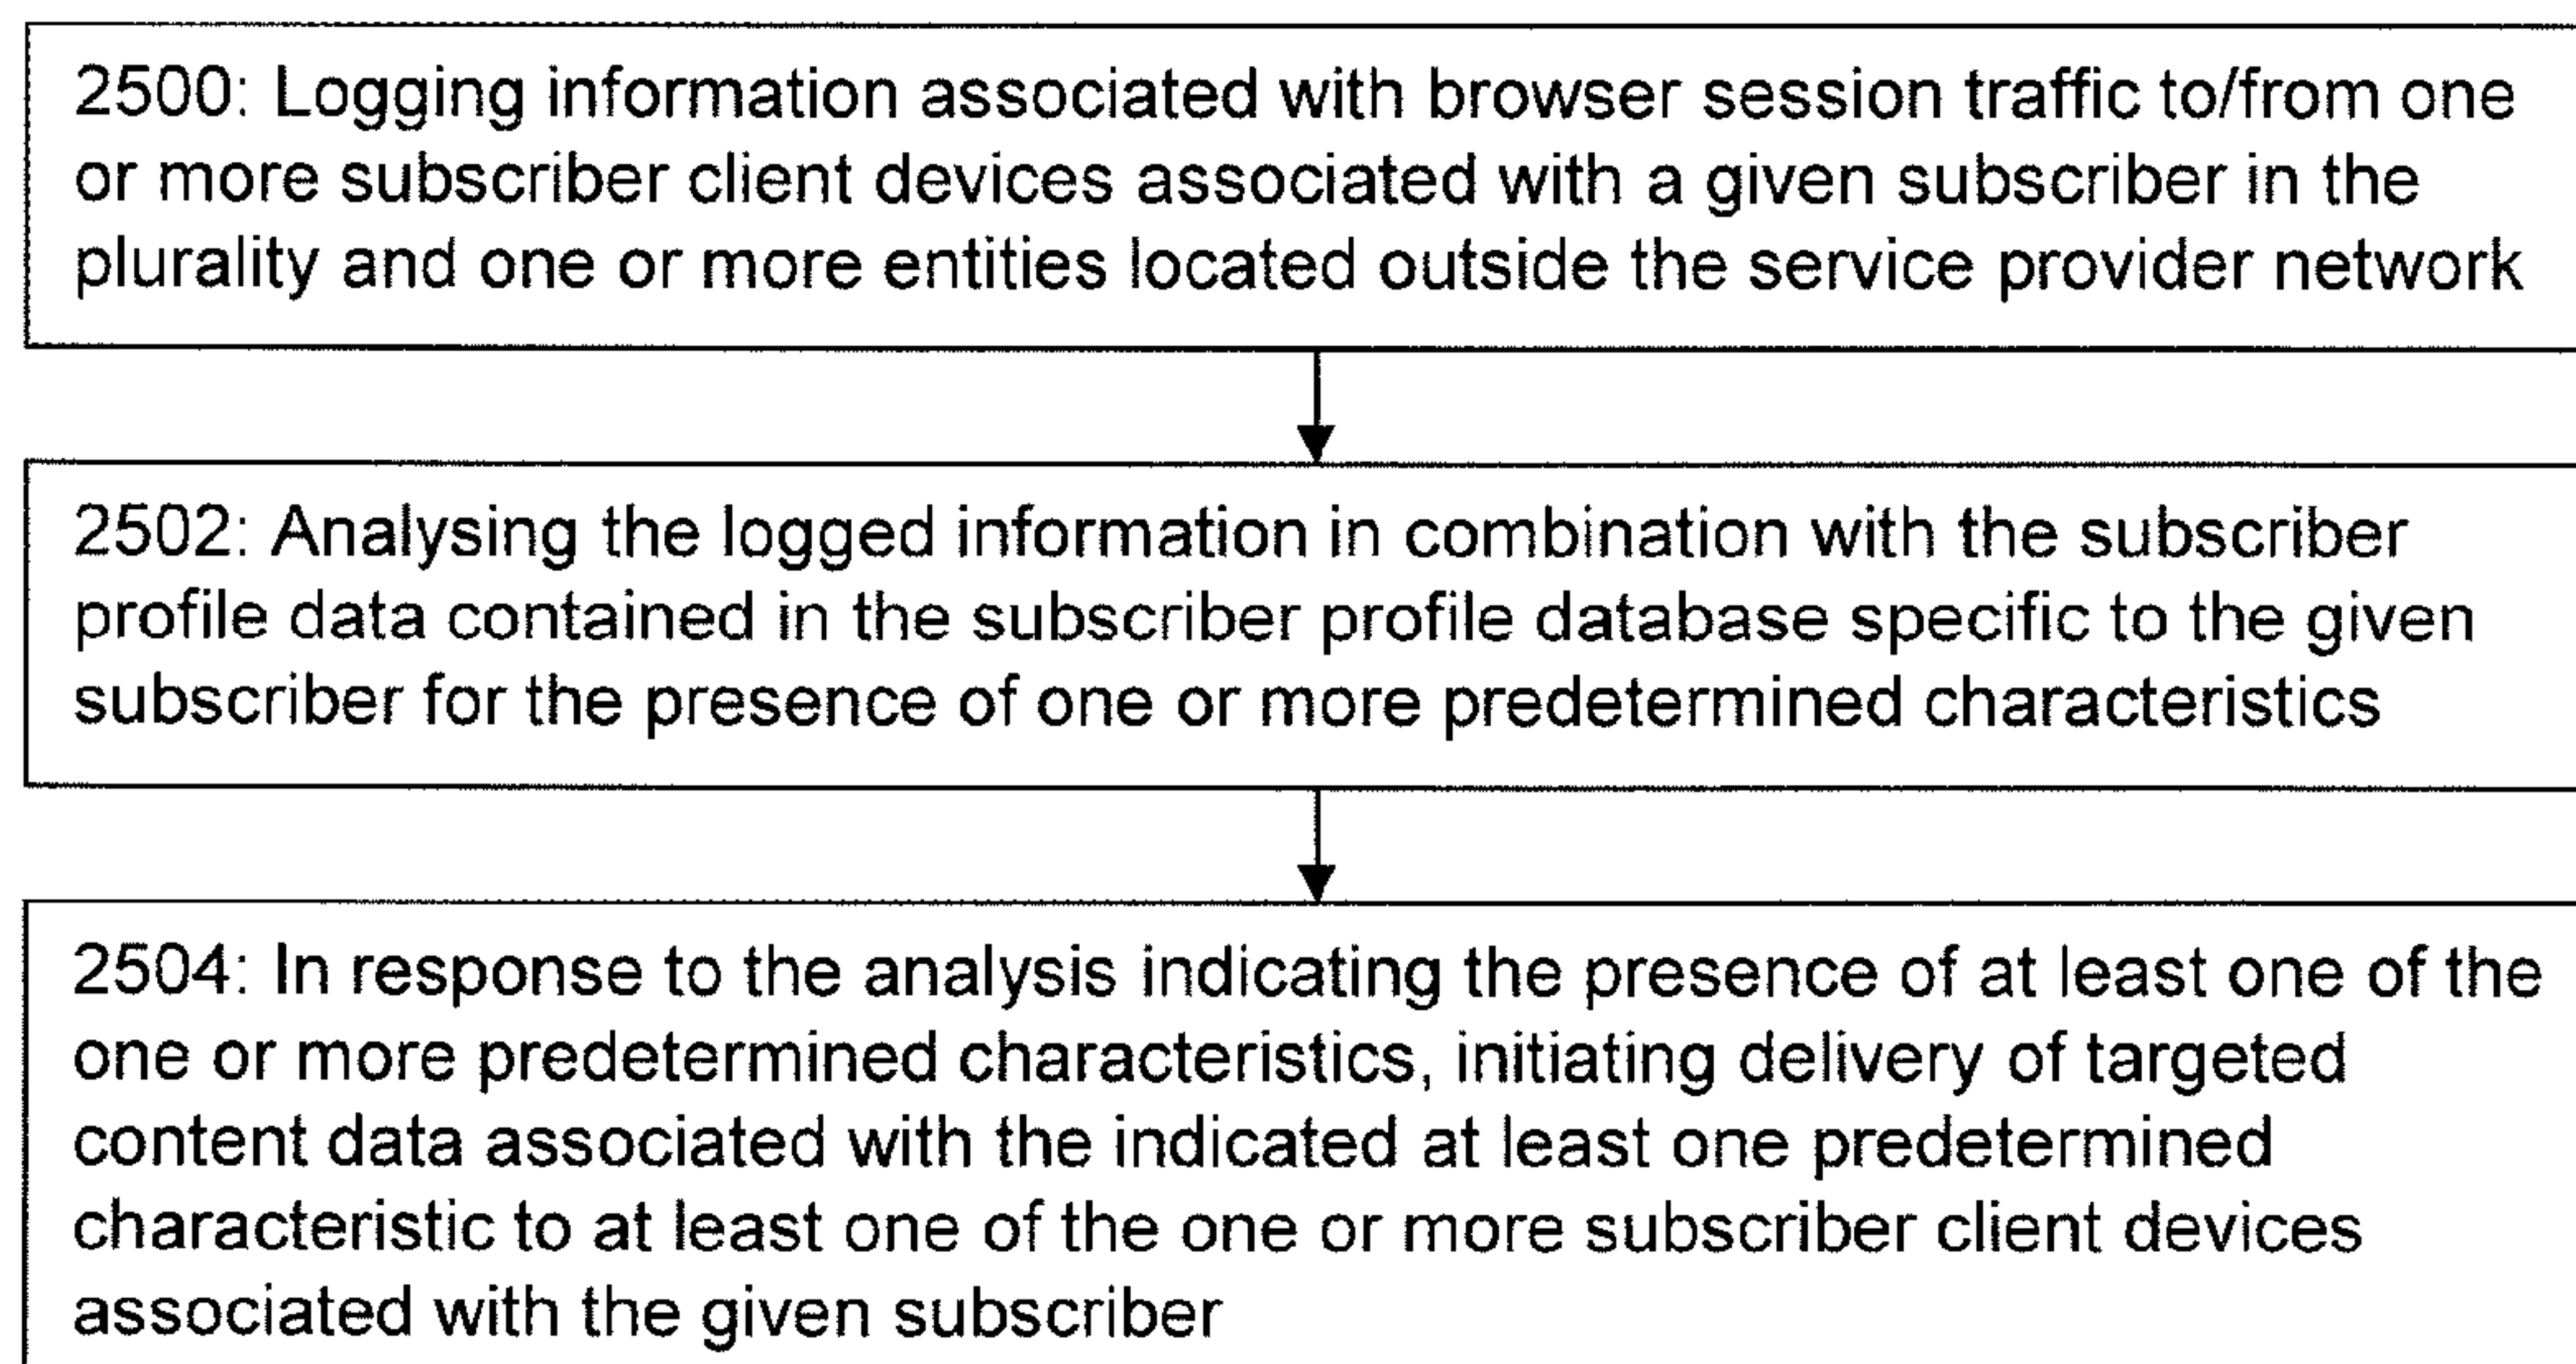 2500: Logging information associated with browser session traffic to/from one
or more subscriber client devices associated with a given subscriber in the
plurality and one or more entities located outside the service provider network
2502: Analysing the logged information in combination with the subscriber
profile data contained in the subscriber profile database specific to the given
subscriber for the presence of one or more predetermined characteristics
2504: In response to the analysis indicating the presence of at least one of the
one or more predetermined characteristics, initiating delivery of targeted
content data associated with the indicated at least one predetermined
characteristic to at least one of the one or more subscriber client devices
associated with the given subscriber